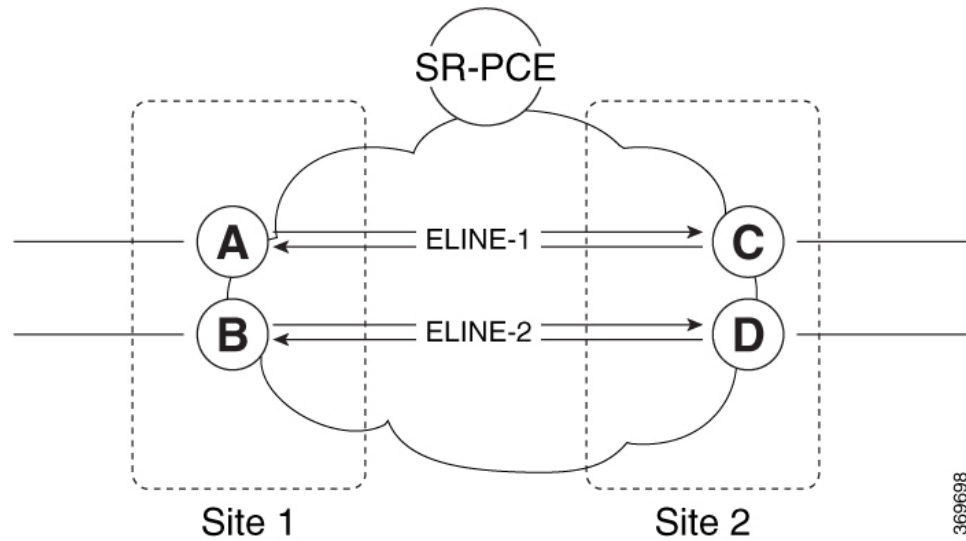 SR-PCE
A
ELINE-1
C
B
ELINE-2
D
Site 1
Site 2
369698